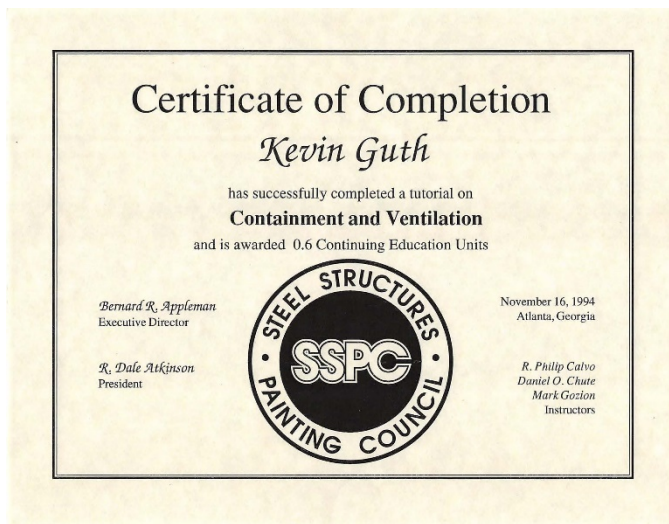 Certificate of Completion
Kevin Guth
has successfully completed a tutorial on
Containment and Ventilation
and is awarded 0.6 Continuing Education Units
Bernard R. Appleman
Executive Director
R. Dale Atkinson
President
STEEL STRUCTURES
SSPC
PAINTING COUNCIL
November 16, 1994
Atlanta, Georgia
R. Philip Calvo
Daniel O. Chute
Mark Gozion
Instructors